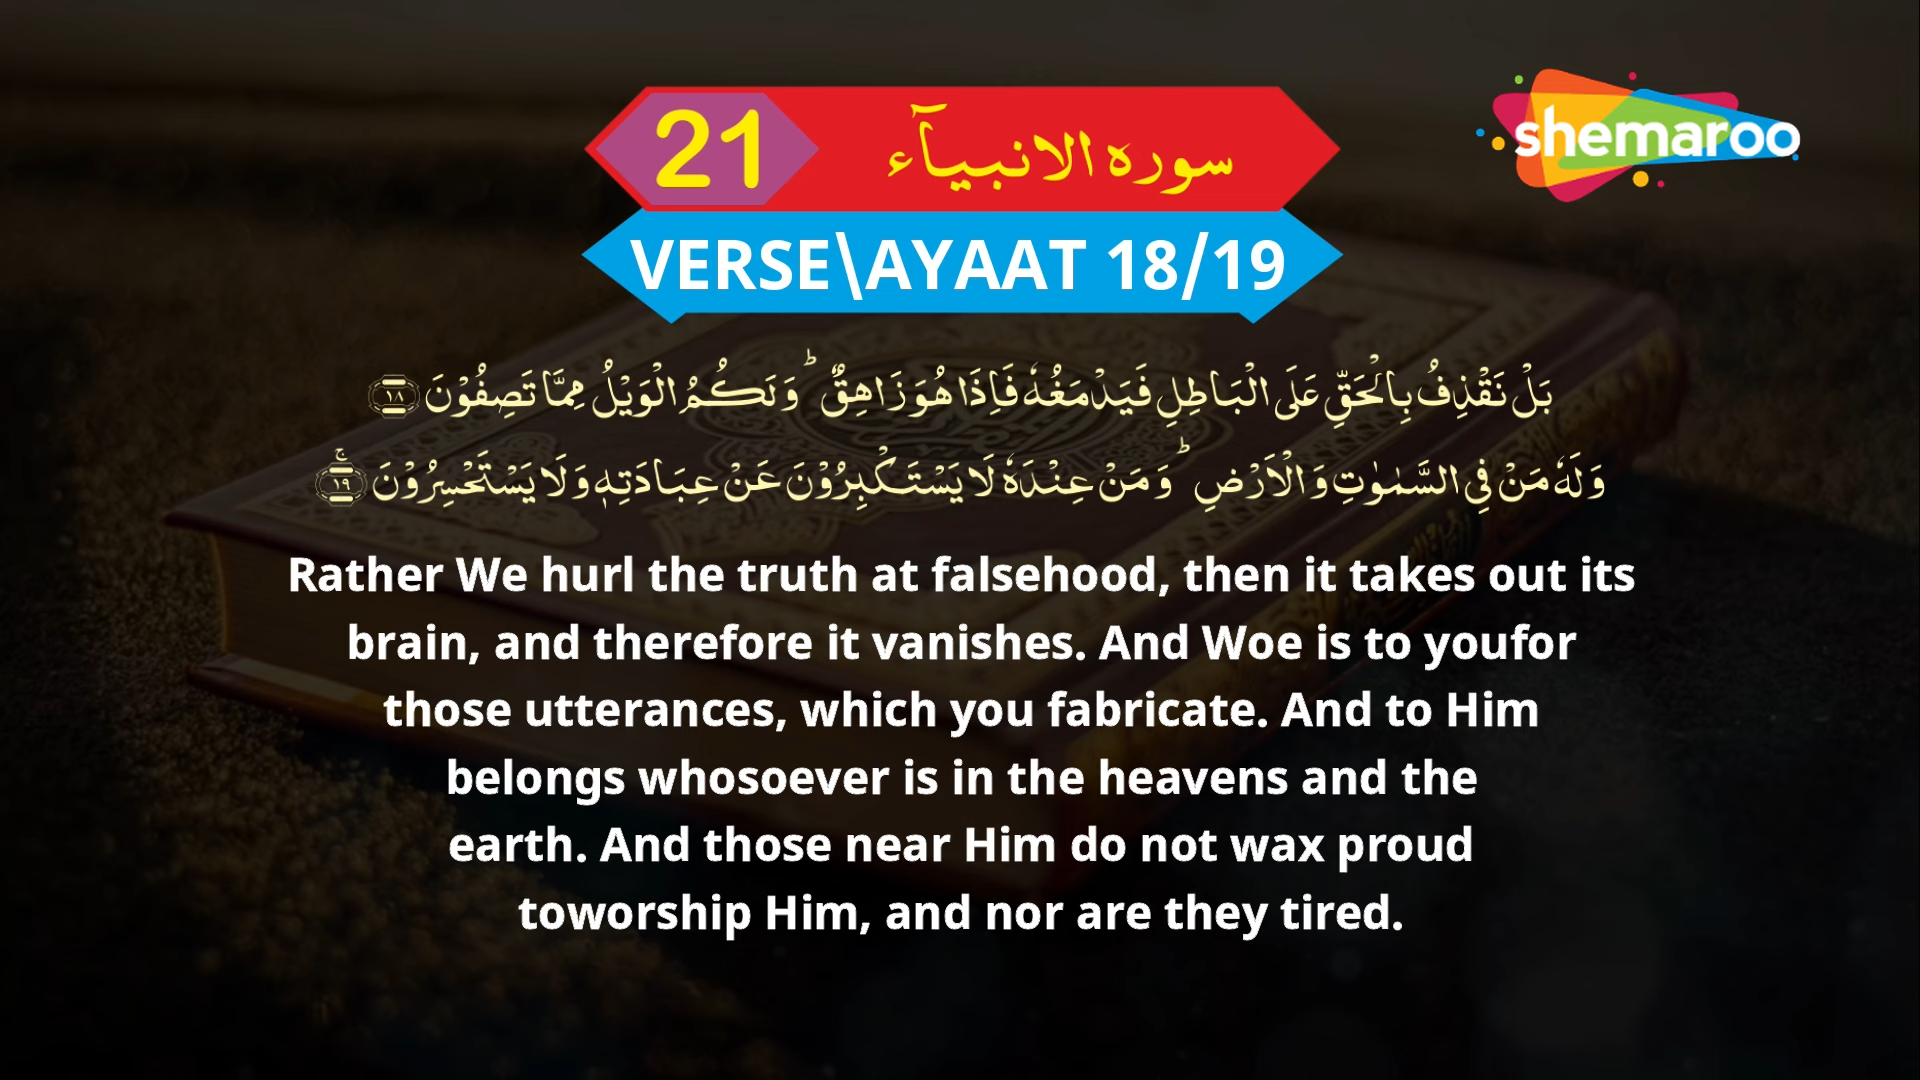 21 سورہ الانبیآء
shemaroo
VERSE\AYAAT 18/19
بَلْ نَقْذِفُ بِالْحَقِّ عَلَى الْبَاطِلِ فَيَدْمَغُهٗ فَاِذَا هُوَ زَاهِقٌ ؕ وَ لَكُمُ الْوَيْلُ مِمَّا تَصِفُوْنَ ۱۸
وَ لَهٗ مَنْ فِى السَّمٰوٰتِ وَ الْاَرْضِ ؕ وَ مَنْ عِنْدَهٗ لَا يَسْتَكْبِرُوْنَ عَنْ عِبَادَتِهٖ وَ لَا يَسْتَحْسِرُوْنَ ۚ ۱۹
Rather We hurl the truth at falsehood, then it takes out its
brain, and therefore it vanishes. And Woe is to youfor
those utterances, which you fabricate. And to Him
belongs whosoever is in the heavens and the
earth. And those near Him do not wax proud
toworship Him, and nor are they tired.